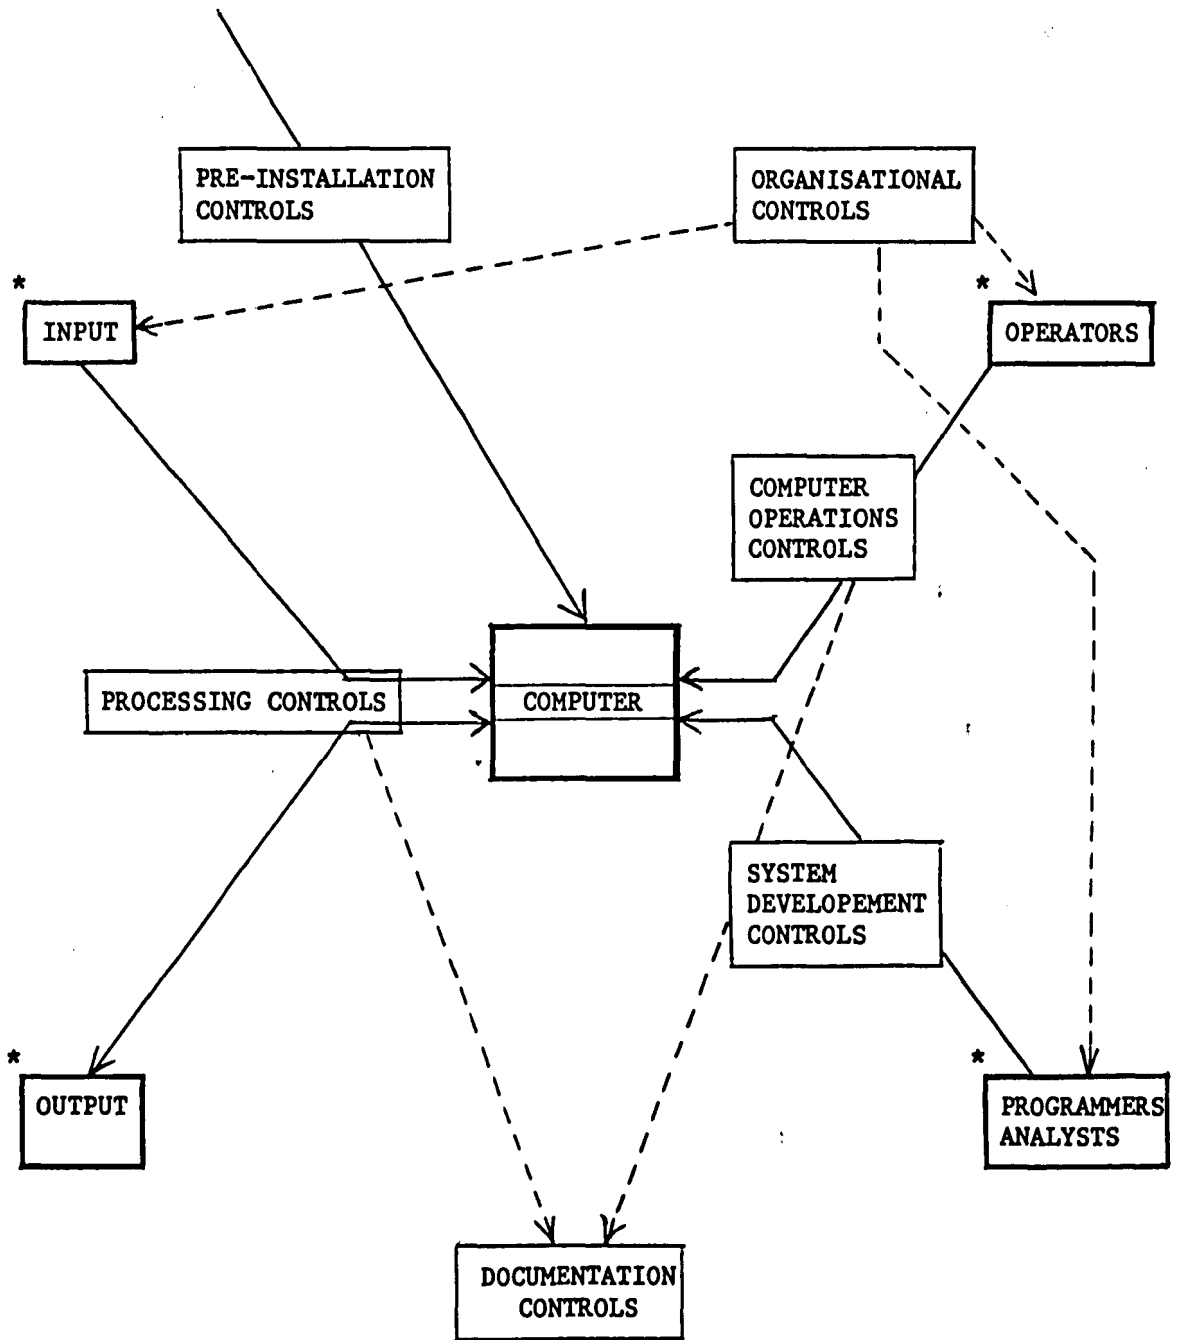 PRE-INSTALLATION
CONTROLS
ORGANISATIONAL
CONTROLS
*
INPUT
*
OPERATORS
COMPUTER
OPERATIONS
CONTROLS
PROCESSING CONTROLS
COMPUTER
SYSTEM
DEVELOPEMENT
CONTROLS
*
OUTPUT
*
PROGRAMMERS
ANALYSTS
DOCUMENTATION
CONTROLS